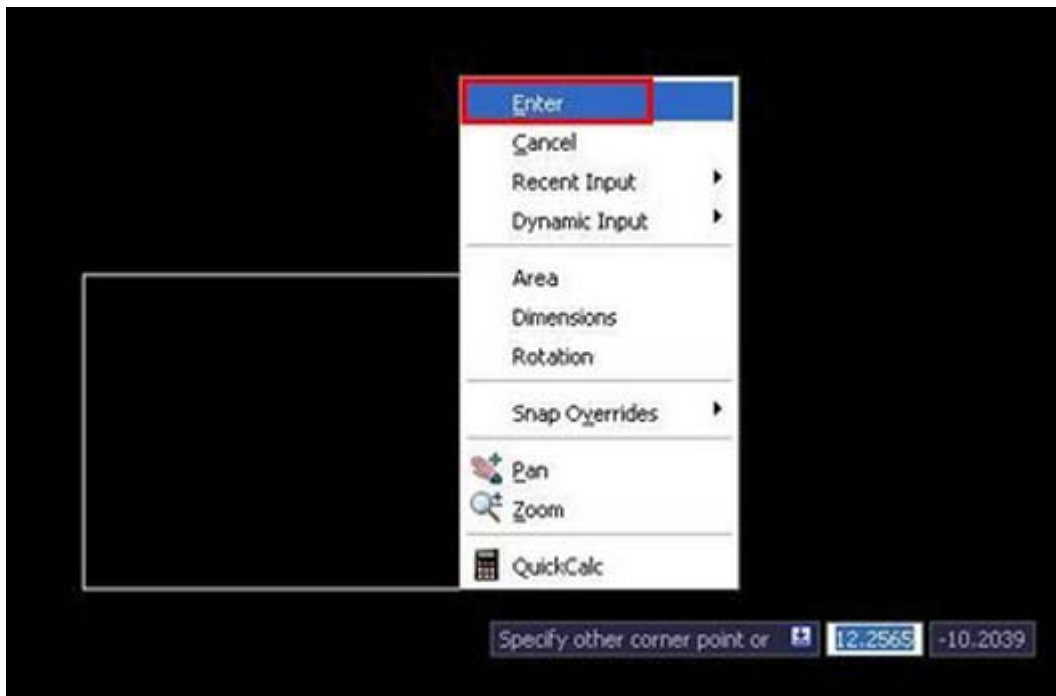 Enter
Cancel
Recent Input
Dynamic Input
Area
Dimensions
Rotation
Snap Overrides
Pan
Zoom
QuickCalc
Specify other corner point or 12.2565 -10.2039